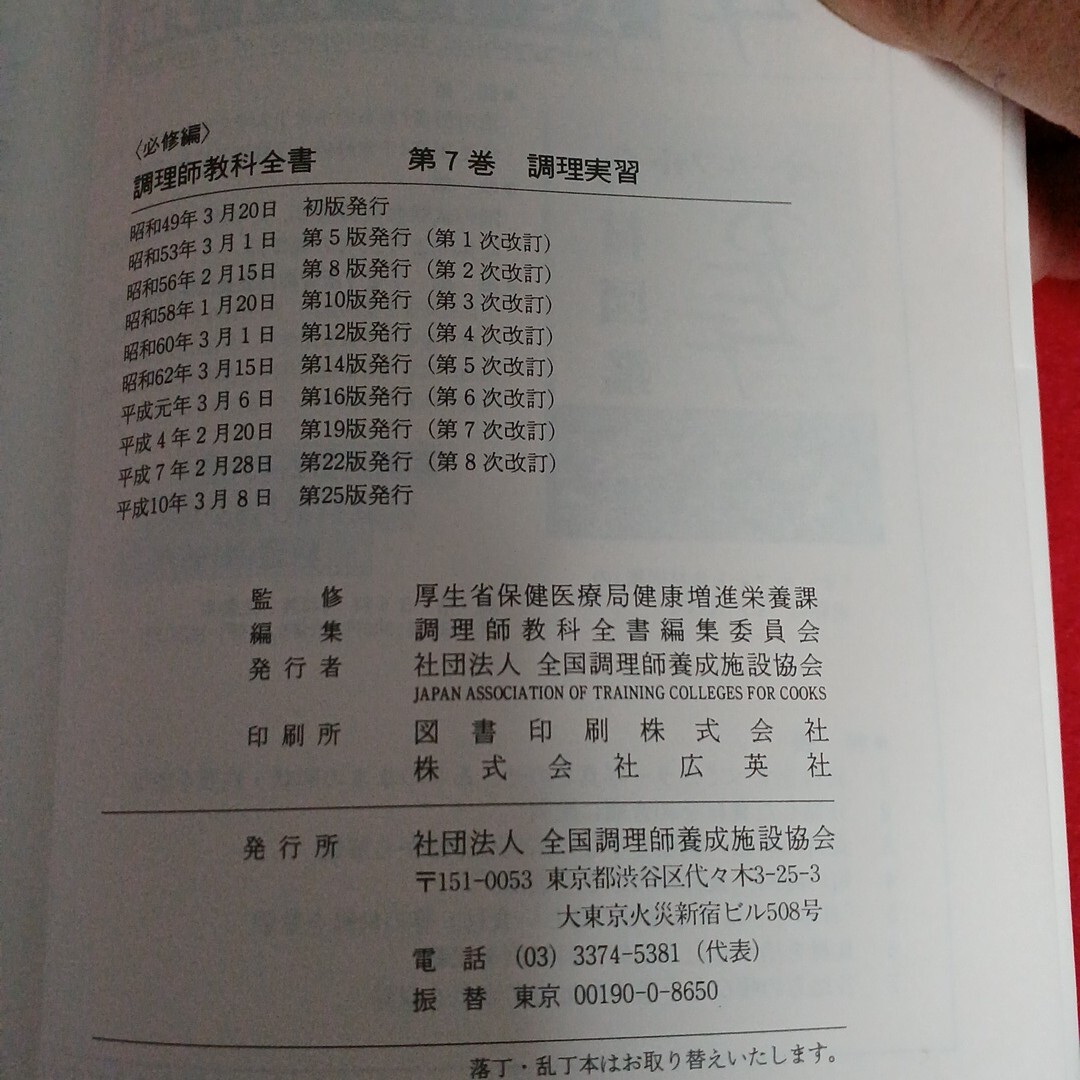 〈必修編〉
調理師教科全書 第7巻 調理実習
昭和49年3月20日 初版発行
昭和53年3月1日 第5版発行(第1次改訂)
昭和56年2月15日 第8版発行(第2次改訂)
昭和58年1月20日 第10版発行(第3次改訂)
昭和60年3月1日 第12版発行(第4次改訂)
昭和62年3月15日 第14版発行(第5次改訂)
平成元年3月6日 第16版発行(第6次改訂)
平成4年2月20日 第19版発行(第7次改訂)
平成7年2月28日 第22版発行(第8次改訂)
平成10年3月8日 第25版発行
監修 厚生省保健医療局健康増進栄養課
編集 調理師教科全書編集委員会
発行者 社団法人 全国調理師養成施設協会
JAPAN ASSOCIATION OF TRAINING COLLEGES FOR COOKS
印刷所 図書印刷株式会社
株式会社広英社
発行所 社団法人 全国調理師養成施設協会
〒151-0053 東京都渋谷区代々木3-25-3
大東京火災新宿ビル508号
電話 (03) 3374-5381 (代表)
振替 東京 00190-0-8650
落丁・乱丁本はお取り替えいたします。